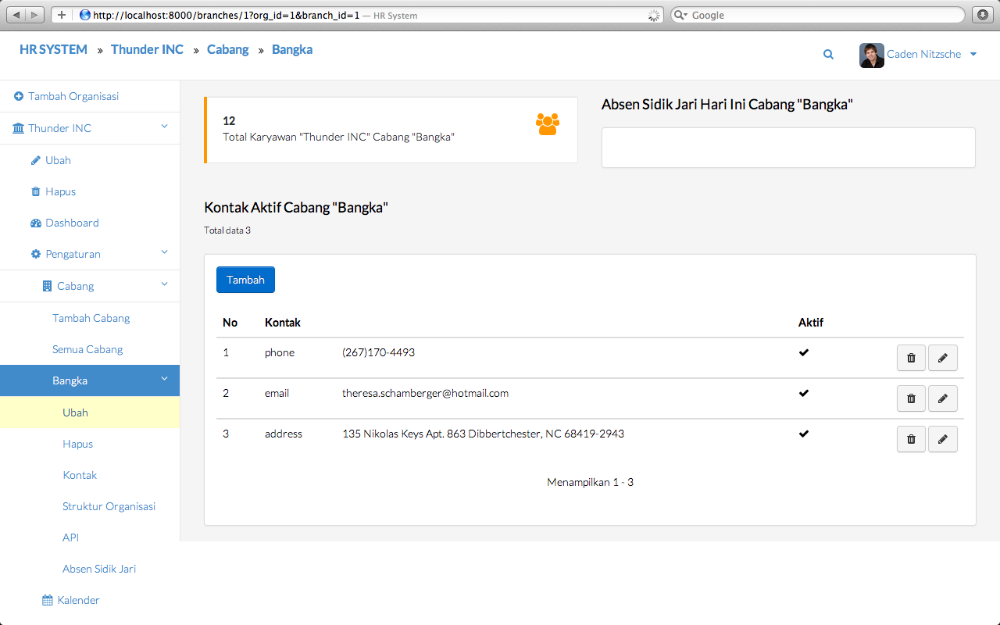 http://localhost:8000/branches/1?org_id=1&branch_id=1 — HR System
Google
HR SYSTEM » Thunder INC » Cabang » Bangka
Caden Nitzsche
Tambah Organisasi
Thunder INC
Ubah
Hapus
Dashboard
Pengaturan
Cabang
Tambah Cabang
Semua Cabang
Bangka
Ubah
Hapus
Kontak
Struktur Organisasi
API
Absen Sidik Jari
Kalender
12
Total Karyawan "Thunder INC" Cabang "Bangka"
Absen Sidik Jari Hari Ini Cabang "Bangka"
Kontak Aktif Cabang "Bangka"
Total data 3
Tambah
No Kontak Aktif
1 phone (267)170-4493
2 email theresa.schamberger@hotmail.com
3 address 135 Nikolas Keys Apt. 863 Dibbertchester, NC 68419-2943
Menampilkan 1 - 3